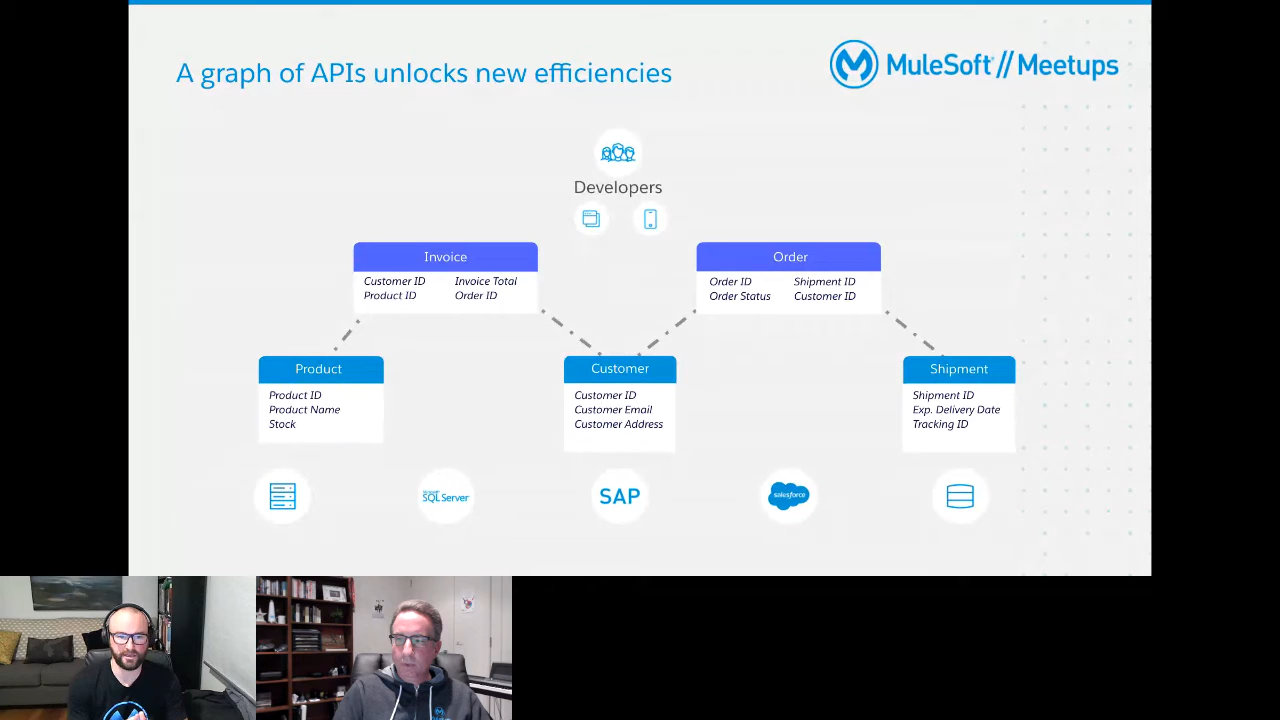 A graph of APIs unlocks new efficiencies
MuleSoft // Meetups
Developers
Invoice
Customer ID Invoice Total
Product ID Order ID
Order
Order ID Shipment ID
Order Status Customer ID
Product
Product ID
Product Name
Stock
Customer
Customer ID
Customer Email
Customer Address
Shipment
Shipment ID
Exp. Delivery Date
Tracking ID
SQL Server
SAP
salesforce